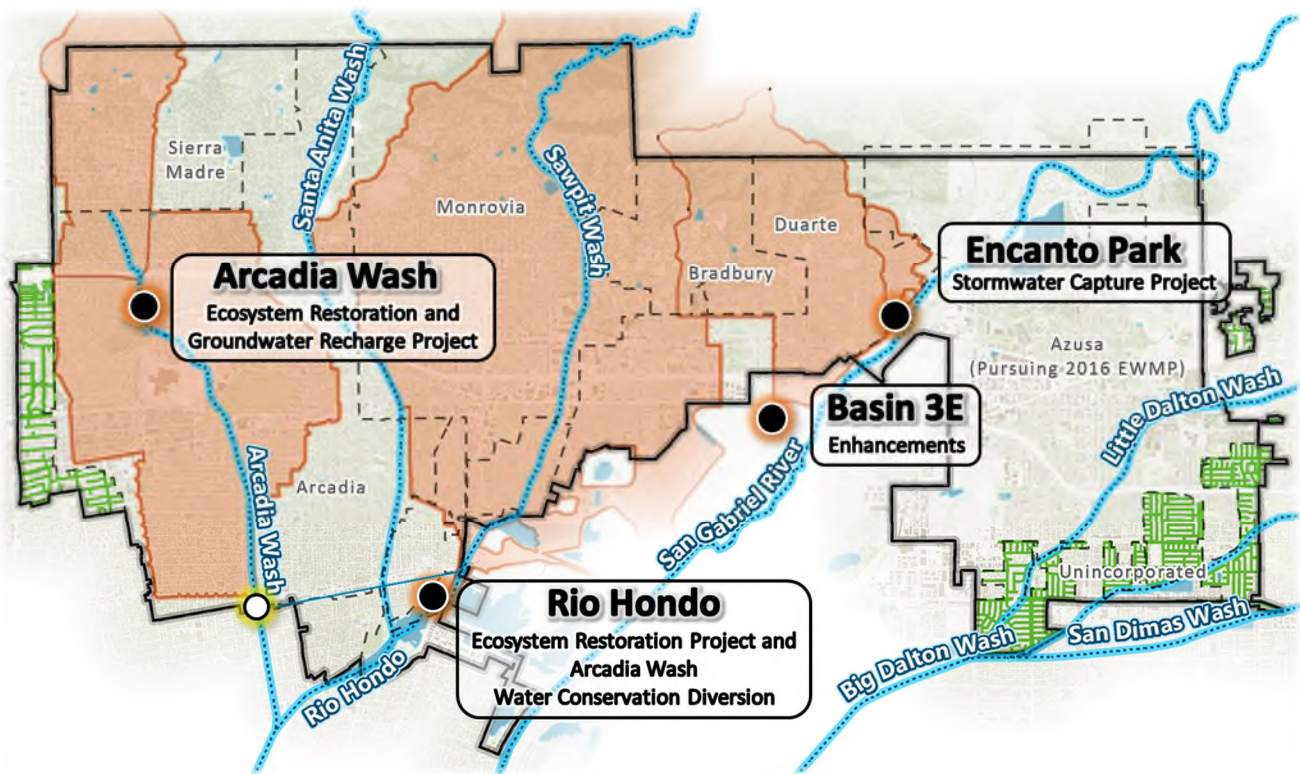 Santa Anita Wash
Sierra
Madre
Sawpit Wash
Monrovia
Duarte
Bradbury
Encanto Park
Stormwater Capture Project
Arcadia Wash
Ecosystem Restoration and
Groundwater Recharge Project
Azusa
(Pursuing 2016 EWMP)
Little Dalton Wash
Basin 3E
Enhancements
Arcadia Wash
Arcadia
San Gabriel River
Unincorporated
Rio Hondo
Ecosystem Restoration Project and
Arcadia Wash
Water Conservation Diversion
Rio Hondo
Big Dalton Wash
San Dimas Wash